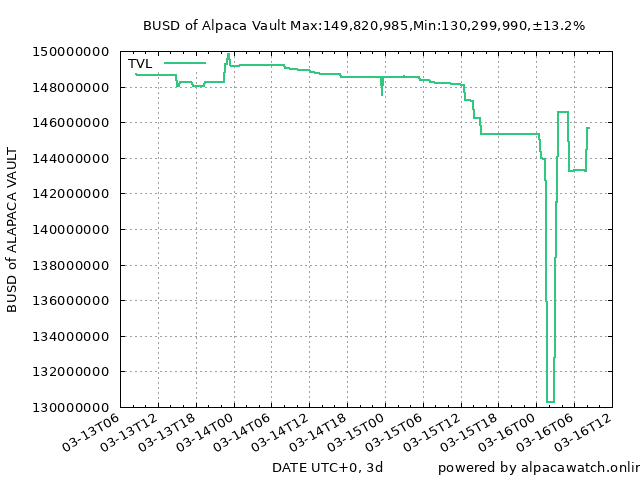 BUSD of Alpaca Vault Max:149,820,985,Min:130,299,990,±13.2%
TVL
150000000
148000000
146000000
144000000
142000000
140000000
138000000
136000000
134000000
132000000
130000000
BUSD of ALAPACA VAULT
03-13T06
03-13T12
03-13T18
03-14T00
03-14T06
03-14T12
03-14T18
03-15T00
03-15T06
03-15T12
03-15T18
03-16T00
03-16T06
03-16T12
DATE UTC+0, 3d
powered by alpacawatch.onlin